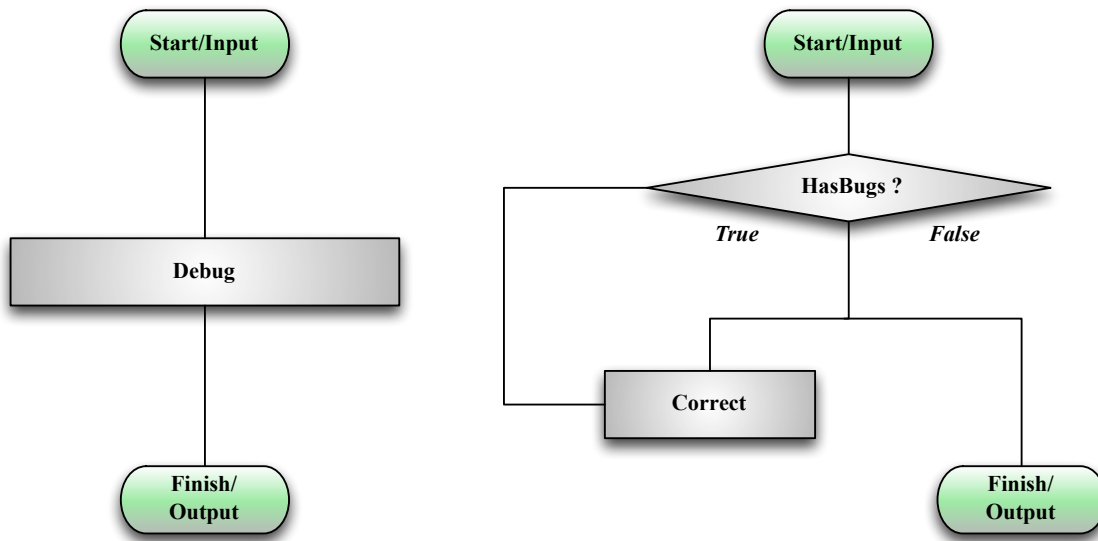 Start/Input
Debug
Finish/
Output
Start/Input
HasBugs ?
True
False
Correct
Finish/
Output